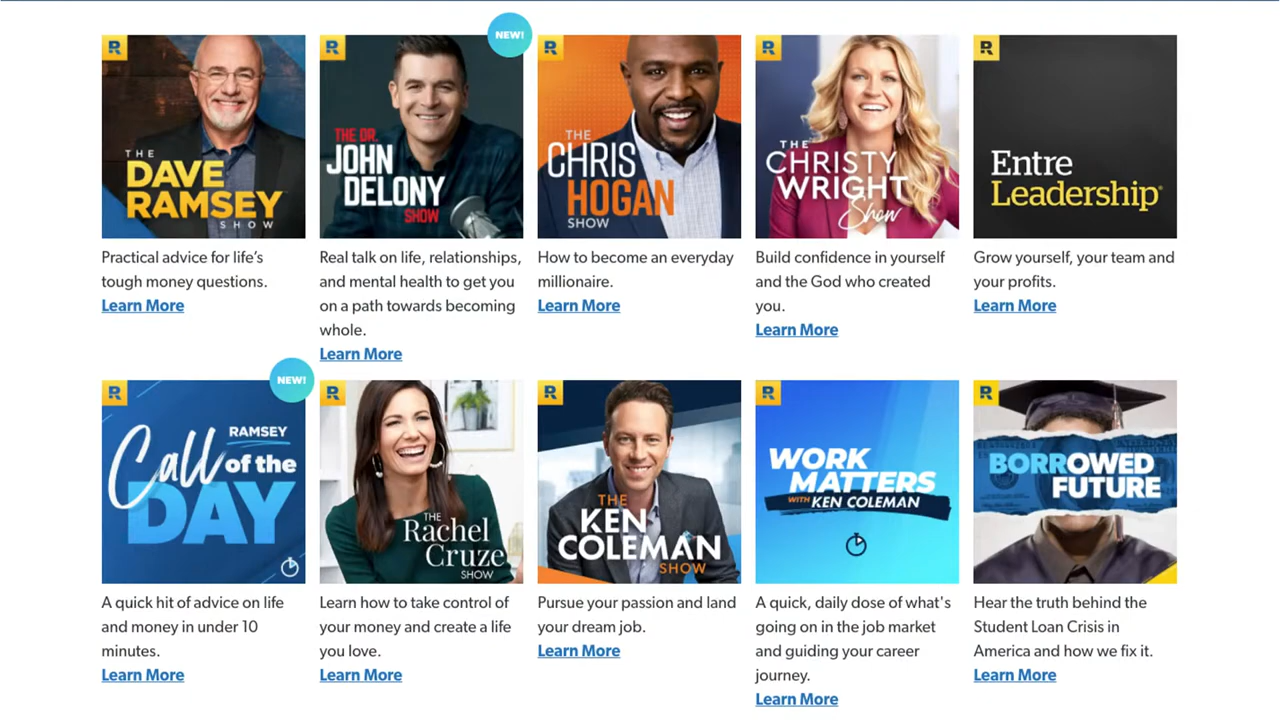 NEW!
R
THE
DAVE
RAMSEY
SHOW
Practical advice for life’s
tough money questions.
Learn More
R
THE DR.
JOHN
DELONY
SHOW
Real talk on life, relationships,
and mental health to get you
on a path towards becoming
whole.
Learn More
R
THE
CHRIS
HOGAN
SHOW
How to become an everyday
millionaire.
Learn More
R
THE
CHRISTY
WRIGHT
Show
Build confidence in yourself
and the God who created
you.
Learn More
R
Entre
Leadership®
Grow yourself, your team and
your profits.
Learn More
NEW!
R
RAMSEY
Call of the
DAY
A quick hit of advice on life
and money in under 10
minutes.
Learn More
R
THE
Rachel
Cruze
SHOW
Learn how to take control of
your money and create a life
you love.
Learn More
R
THE
KEN
COLEMAN
SHOW
Pursue your passion and land
your dream job.
Learn More
R
WORK
MATTERS
WITH KEN COLEMAN
A quick, daily dose of what's
going on in the job market
and guiding your career
journey.
Learn More
R
BORROWED
FUTURE
Hear the truth behind the
Student Loan Crisis in
America and how we fix it.
Learn More